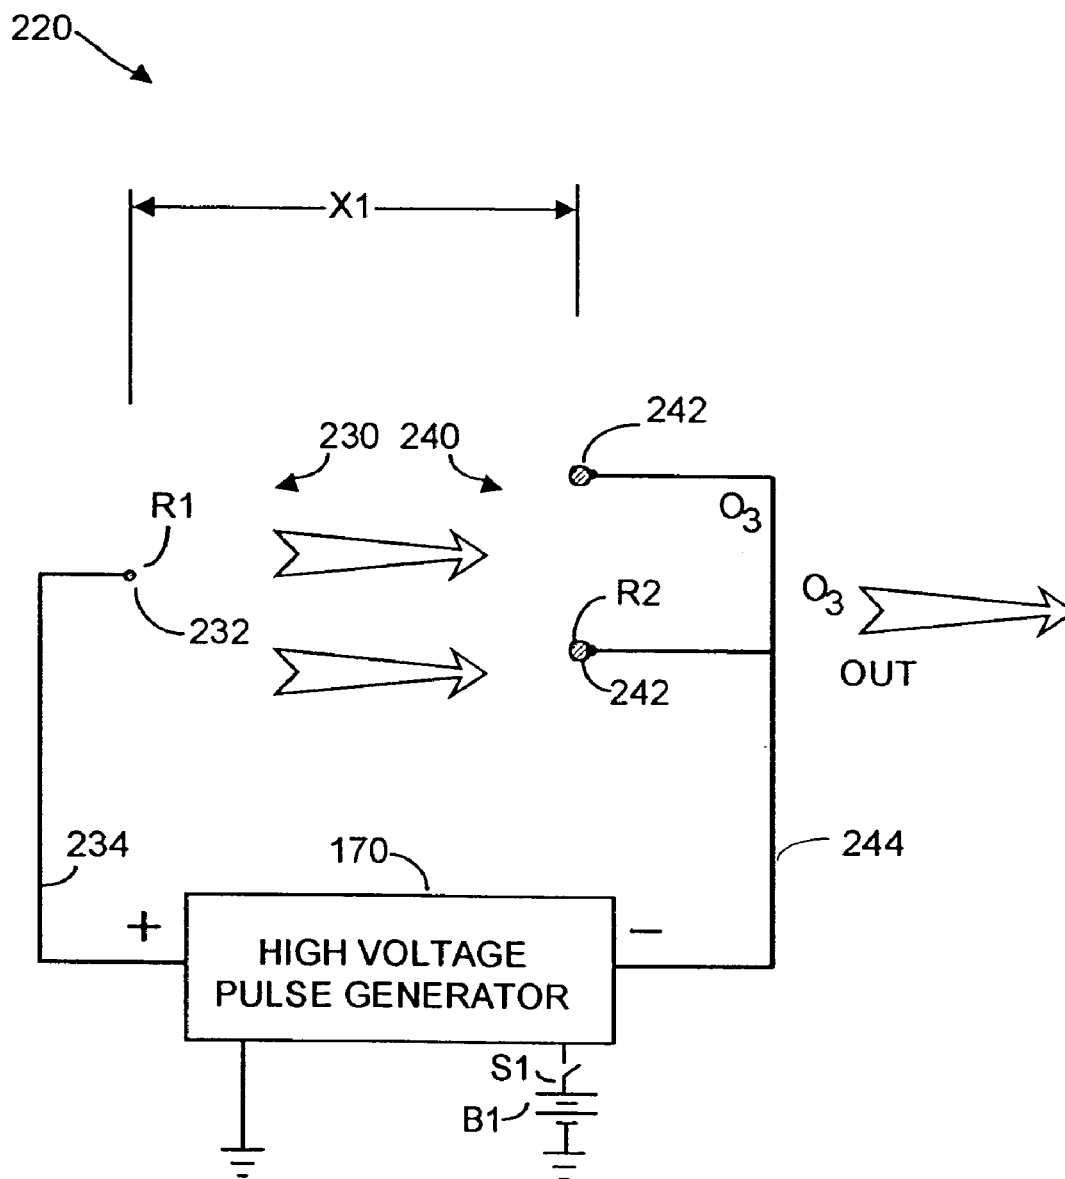 220
X1
230 240 242
R1
O3
232
R2
O3
242
OUT
234
170
244
+
HIGH VOLTAGE
PULSE GENERATOR
−
S1
B1